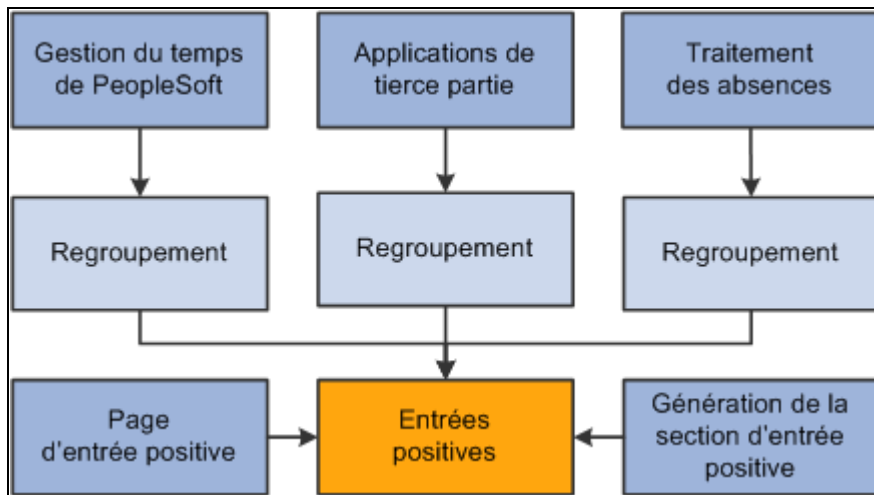 Gestion du temps
de PeopleSoft
Applications de
tierce partie
Traitement
des absences
Regroupement
Regroupement
Regroupement
Page
d'entrée positive
Entrées
positives
Génération de la
section d'entrée
positive